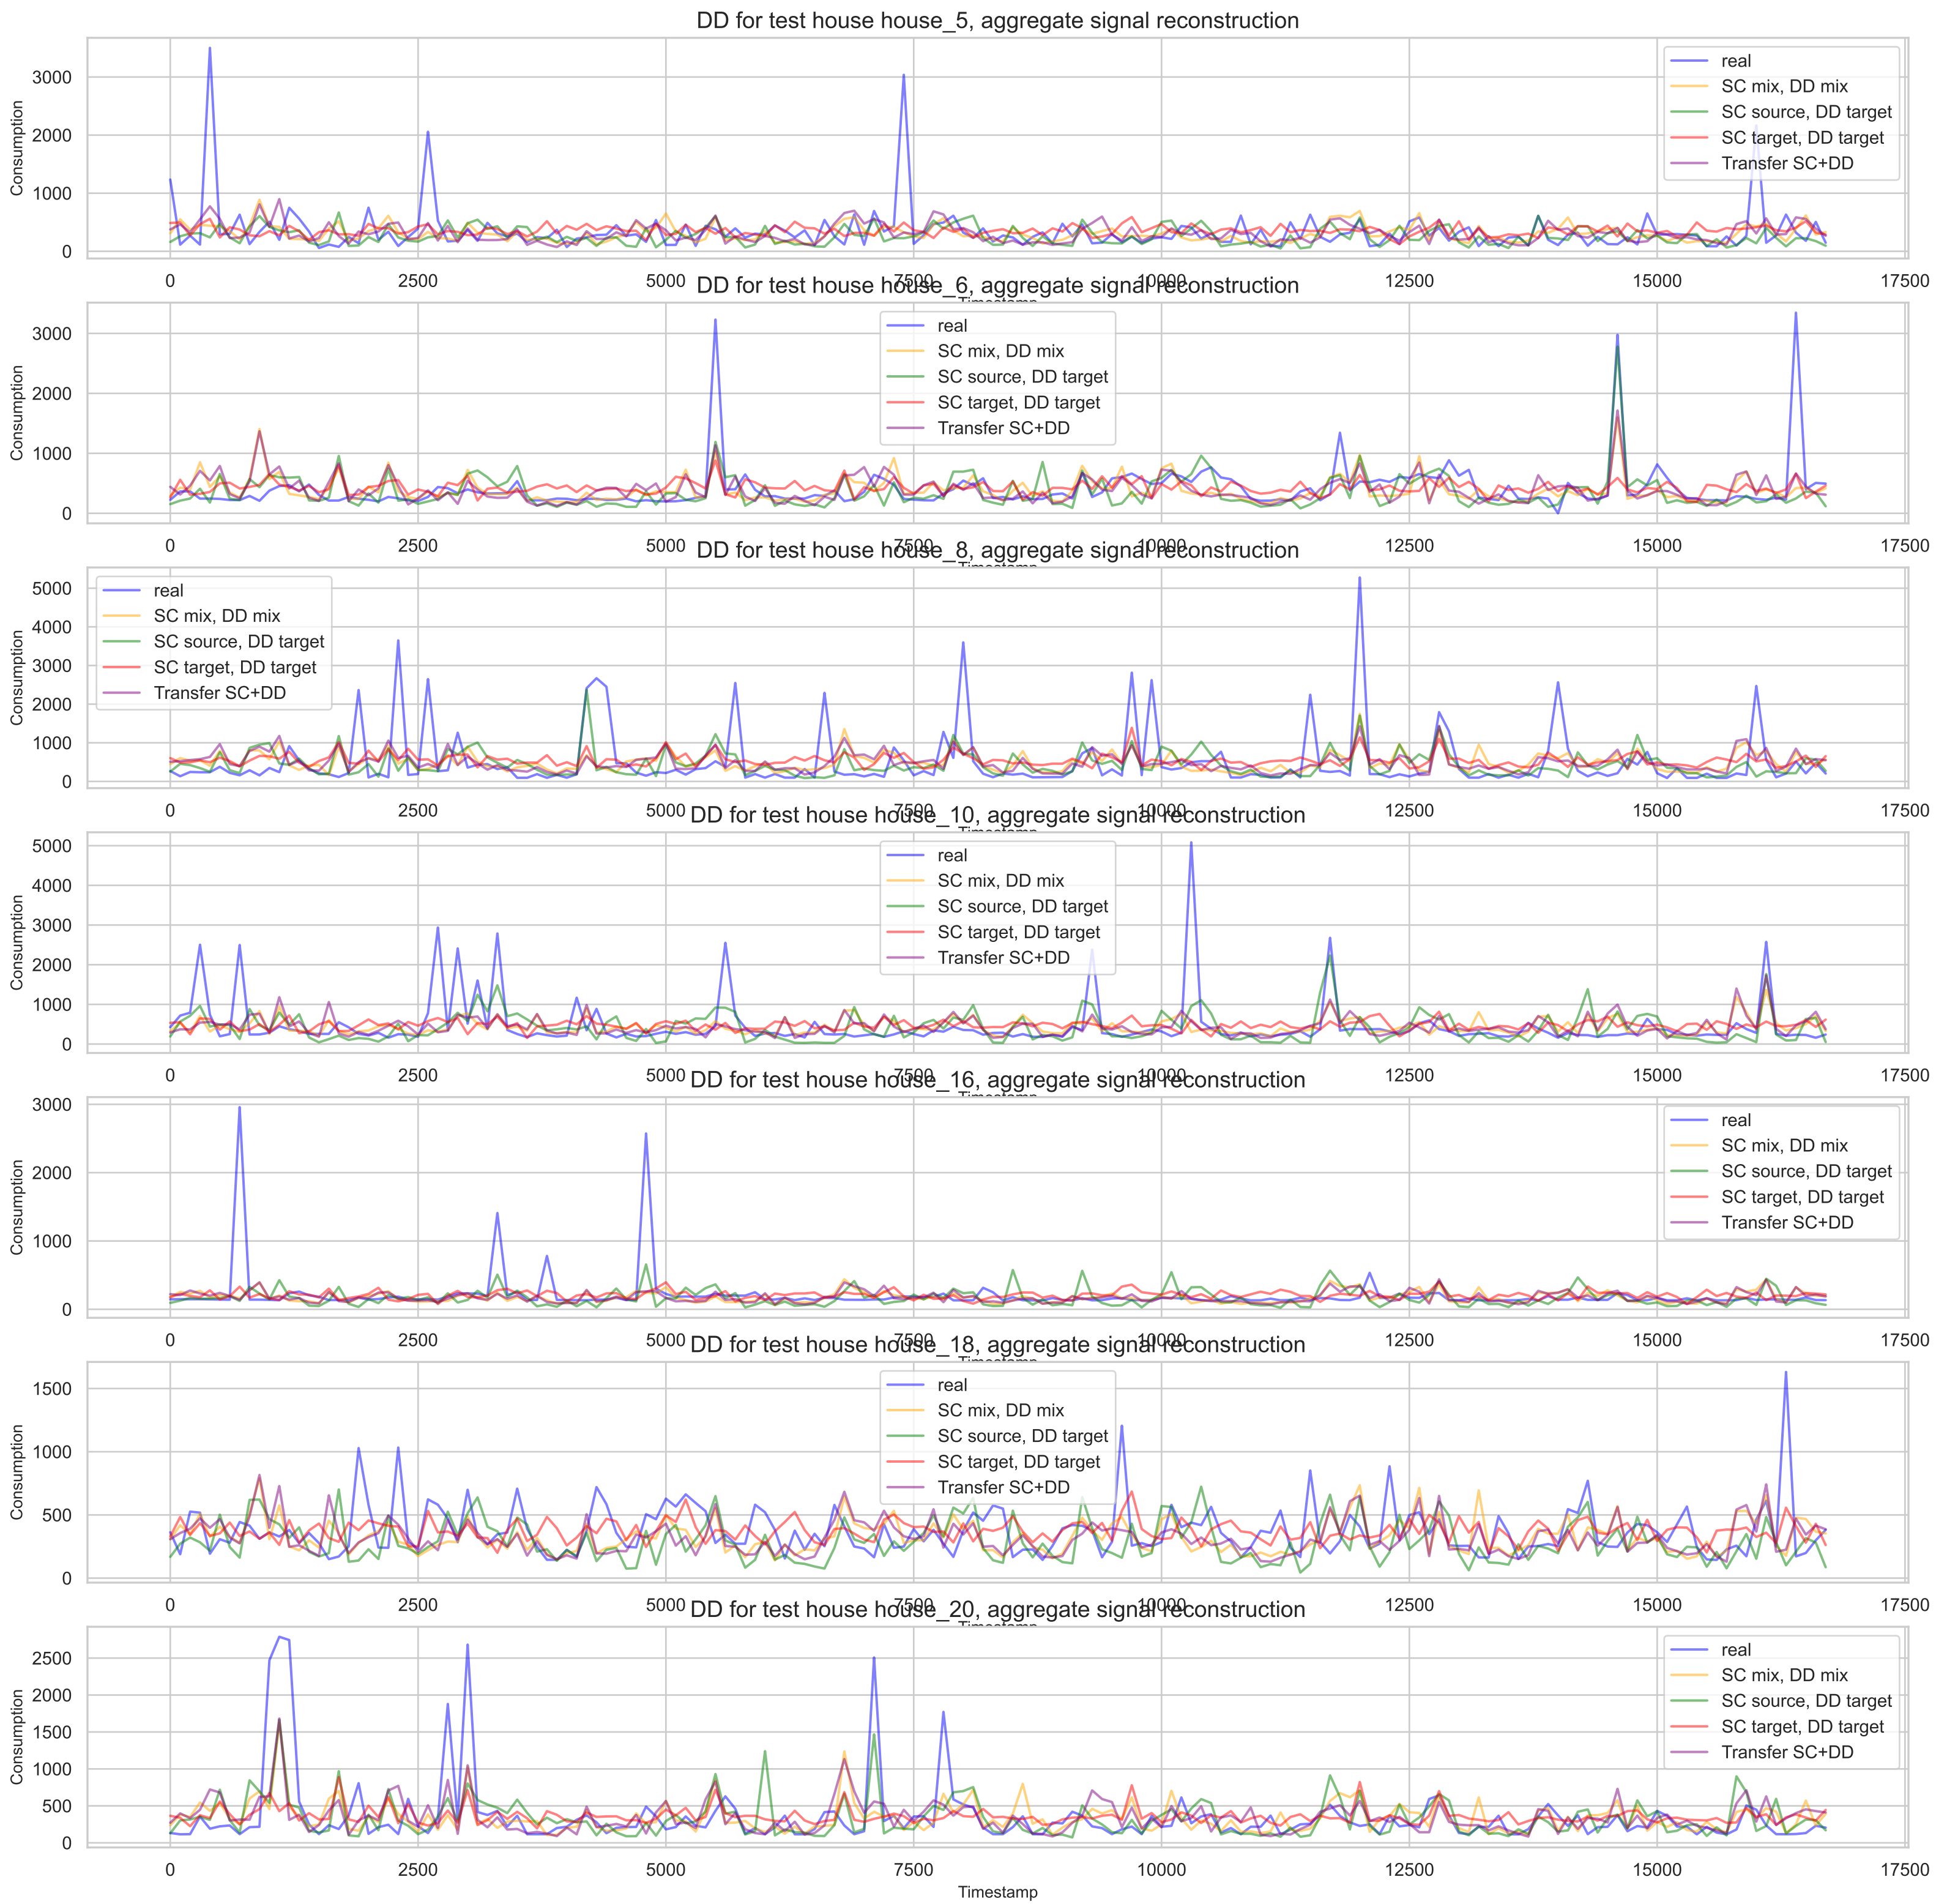 DD for test house house_5, aggregate signal reconstruction
Consumption
3000
2000
1000
0
real
SC mix, DD mix
SC source, DD target
SC target, DD target
Transfer SC+DD
0 2500 5000 7500 10000 12500 15000 17500
Timestamp
DD for test house house_6, aggregate signal reconstruction
Consumption
3000
2000
1000
0
real
SC mix, DD mix
SC source, DD target
SC target, DD target
Transfer SC+DD
0 2500 5000 7500 10000 12500 15000 17500
Timestamp
DD for test house house_8, aggregate signal reconstruction
Consumption
5000
4000
3000
2000
1000
0
real
SC mix, DD mix
SC source, DD target
SC target, DD target
Transfer SC+DD
0 2500 5000 7500 10000 12500 15000 17500
Timestamp
DD for test house house_10, aggregate signal reconstruction
Consumption
5000
4000
3000
2000
1000
0
real
SC mix, DD mix
SC source, DD target
SC target, DD target
Transfer SC+DD
0 2500 5000 7500 10000 12500 15000 17500
Timestamp
DD for test house house_16, aggregate signal reconstruction
Consumption
3000
2000
1000
0
real
SC mix, DD mix
SC source, DD target
SC target, DD target
Transfer SC+DD
0 2500 5000 7500 10000 12500 15000 17500
Timestamp
DD for test house house_18, aggregate signal reconstruction
Consumption
1500
1000
500
0
real
SC mix, DD mix
SC source, DD target
SC target, DD target
Transfer SC+DD
0 2500 5000 7500 10000 12500 15000 17500
Timestamp
DD for test house house_20, aggregate signal reconstruction
Consumption
2500
2000
1500
1000
500
0
real
SC mix, DD mix
SC source, DD target
SC target, DD target
Transfer SC+DD
0 2500 5000 7500 10000 12500 15000 17500
Timestamp